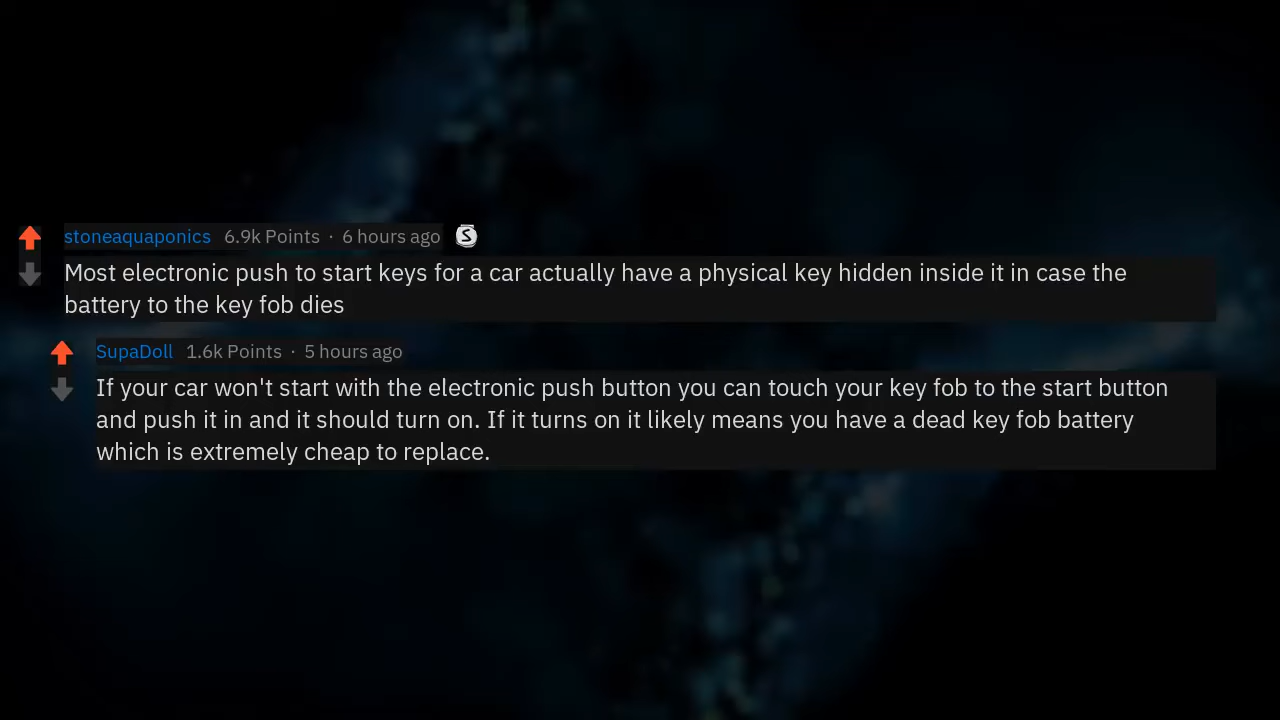 stoneaquaponics 6.9k Points · 6 hours ago S
Most electronic push to start keys for a car actually have a physical key hidden inside it in case the
battery to the key fob dies
SupaDoll 1.6k Points · 5 hours ago
If your car won't start with the electronic push button you can touch your key fob to the start button
and push it in and it should turn on. If it turns on it likely means you have a dead key fob battery
which is extremely cheap to replace.